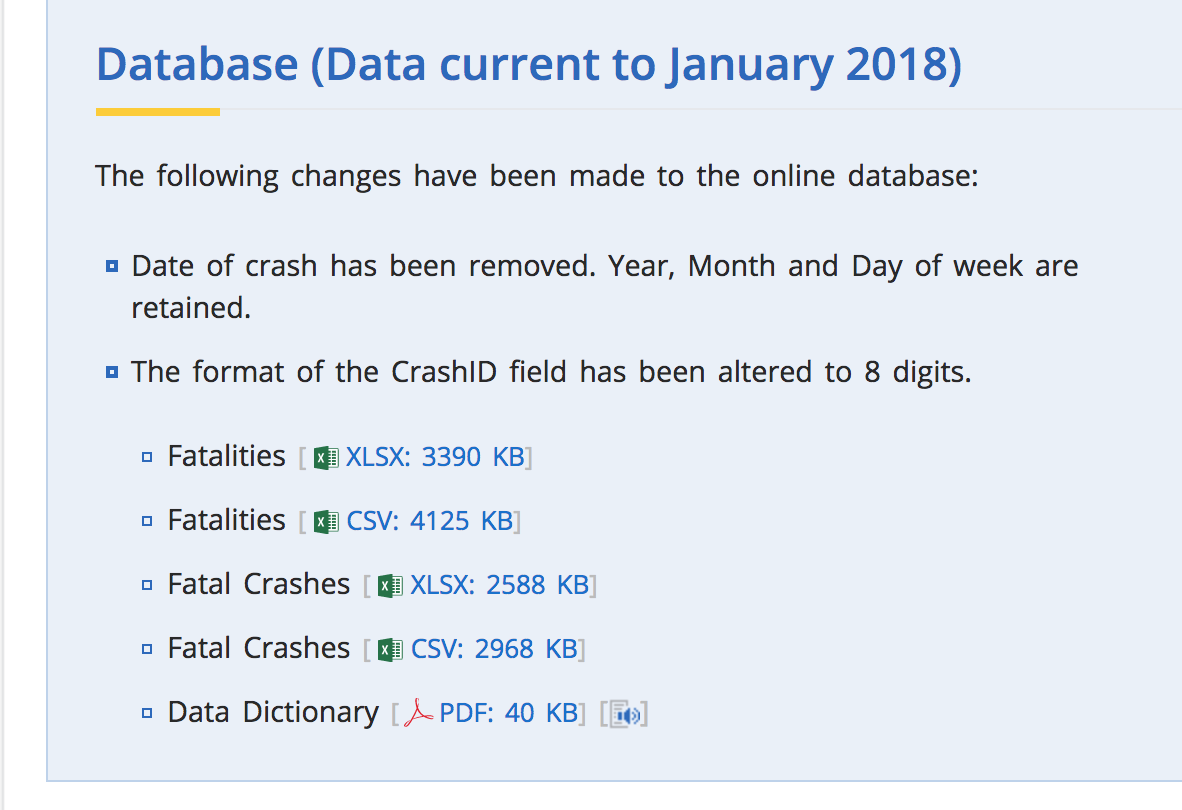 Database (Data current to January 2018)
The following changes have been made to the online database:
Date of crash has been removed. Year, Month and Day of week are
retained.
The format of the CrashID field has been altered to 8 digits.
Fatalities [ XLSX: 3390 KB]
Fatalities [ CSV: 4125 KB]
Fatal Crashes [ XLSX: 2588 KB]
Fatal Crashes [ CSV: 2968 KB]
Data Dictionary [ PDF: 40 KB] []